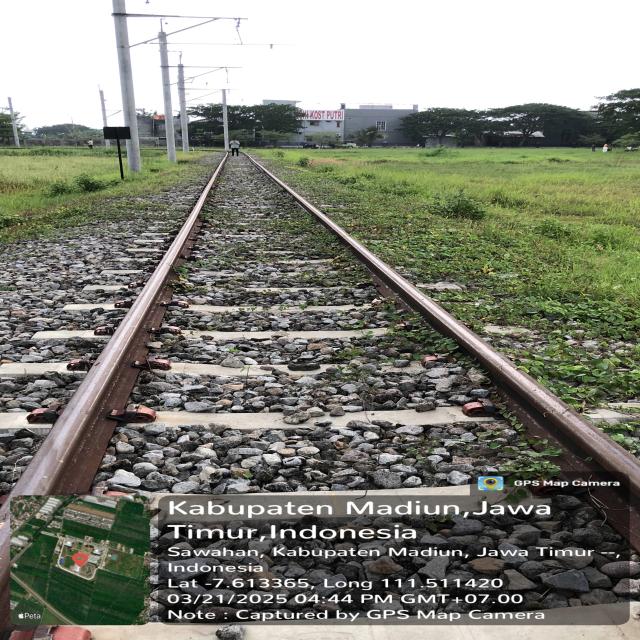 KOST PUTRI
GPS Map Camera
Kabupaten Madiun,Jawa
Timur,Indonesia
Sawahan, Kabupaten Madiun, Jawa Timur --,
Indonesia
Lat -7.613365, Long 111.511420
03/21/2025 04:44 PM GMT+07.00
Note : Captured by GPS Map Camera
Peta